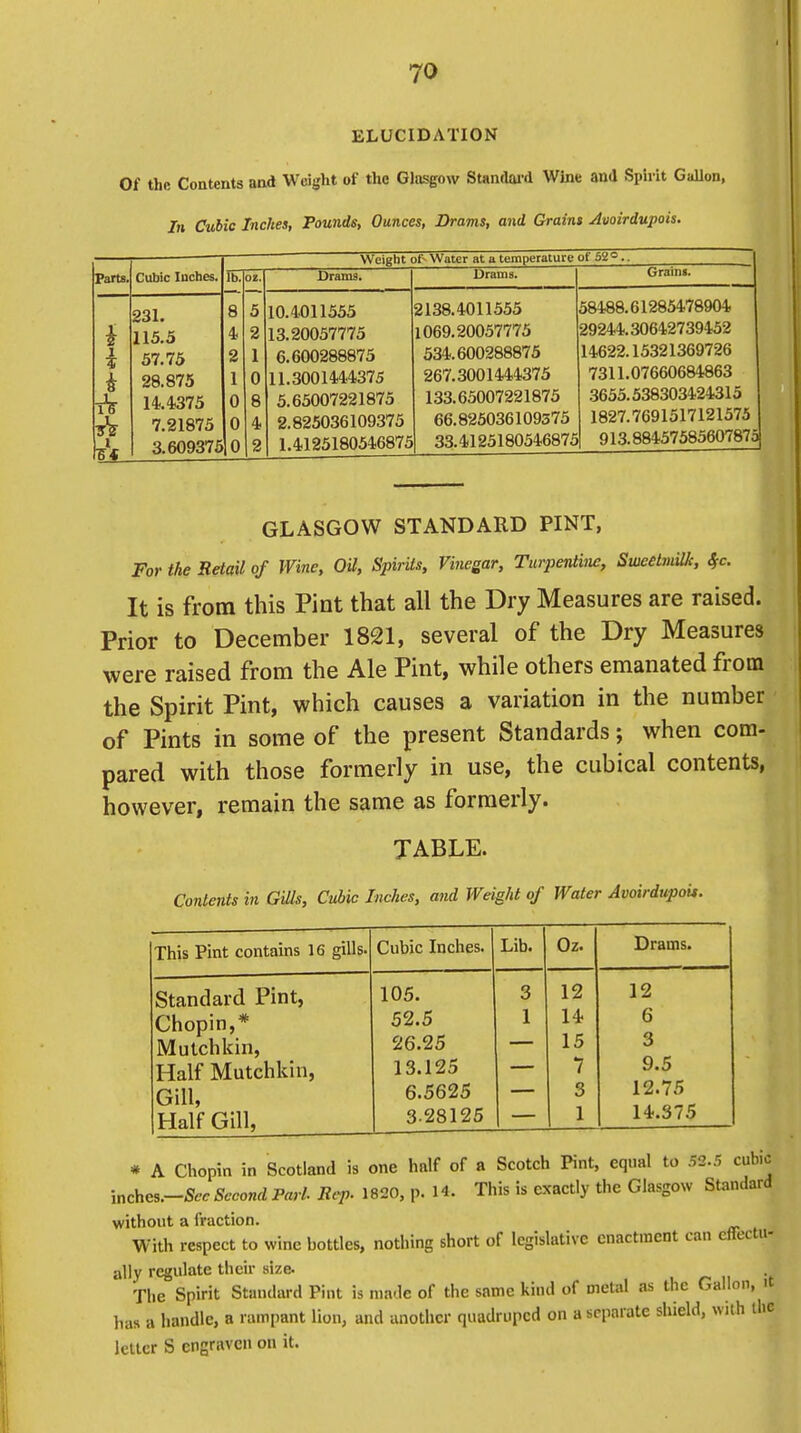 70
ELUCIDATION
Of the Contents and Weight of the Glasgow Standard Wine and Spirit Gallon,
In Cubic Inches, Pounds, Ounces, Drams, and Grains Avoirdupois.
Parts. Cubic Inches. Weight of Water at a temperature of 52°..
lb. oz. Drams. Drams. Grains.
231. 8 5 10.4011555 2138.4011555 58488.61285478904
1/2 115.5 4 2 13.20057775 1069.20057775 29244.30642739452
1/4 57.75 2 1 6.600288875 534.600288875 14622.15321369726
1/8 28.875 1 0 11.3001444375 267.3001444375 7311.07660684863
1/16 14.4375 0 8 5.65007221875 133.65007221875 3655.538303424315
1/32 7.21875 0 4 2.825036109375 66.825036109375 1827.7691517121575
1/64 3.609375 0 2 1.4125180546875 33.4125180546875 913.88457585607875
GLASGOW STANDARD PINT,
For the Retail of Wine, Oil, Spirits, Vinegar, Turpentine, Sweetmilk, &c.
It is from this Pint that all the Dry Measures are raised.
Prior to December 1821, several of the Dry Measures
were raised from the Ale Pint, while others emanated from
the Spirit Pint, which causes a variation in the number
of Pints in some of the present Standards; when com-
pared with those formerly in use, the cubical contents,
however, remain the same as formerly.
TABLE.
Contents in Gills, Cubic Inches, and Weight of Water Avoirdupois.
This Pint contains 16 gills. Cubic Inches. Lib. Oz. Drams.
Standard Pint, 105. 3 12 12
Chopin,* 52.5 1 14 6
Mutchkin, 26.25 — 15 3
Half Mutchkin, 13.125 — 7 9.5
Gill, 6.5625 — 3 12.75
Half Gill, 3.28125 — 1 14.375
* A Chopin in Scotland is one half of a Scotch Pint, equal to 52.5 cubic
inches.—See Second Parl. Rep. 1820, p. 14. This is exactly the Glasgow Standard
without a fraction.
With respect to wine bottles, nothing short of legislative enactment can effectu-
ally regulate their size.
The Spirit Standard Pint is made of the same kind of metal as the Gallon, it
has a handle, a rampant lion, and another quadruped on a separate shield, with the
letter S engraven on it.